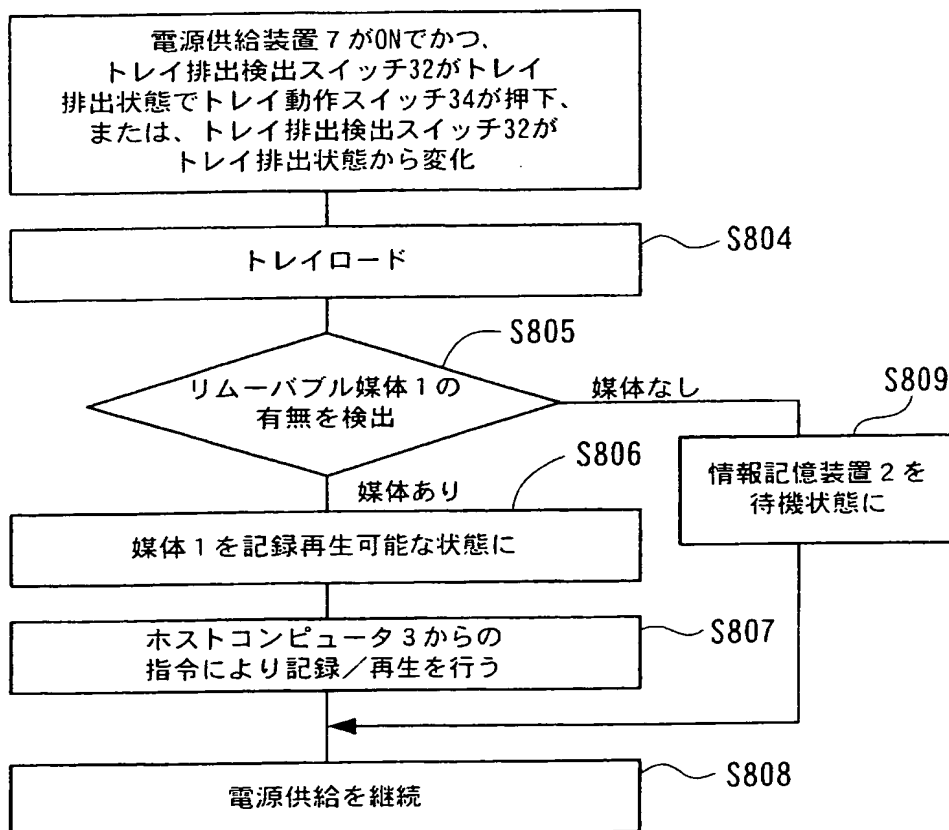 電源供給装置7がONでかつ、
トレイ排出検出スイッチ32がトレイ
排出状態でトレイ動作スイッチ34が押下、
または、トレイ排出検出スイッチ32が
トレイ排出状態から変化
トレイロード
S804
リムーバブル媒体1の
有無を検出
S805
媒体なし
媒体あり
S809
情報記憶装置2を
待機状態に
S806
媒体1を記録再生可能な状態に
ホストコンピュータ3からの
指令により記録/再生を行う
S807
電源供給を継続
S808